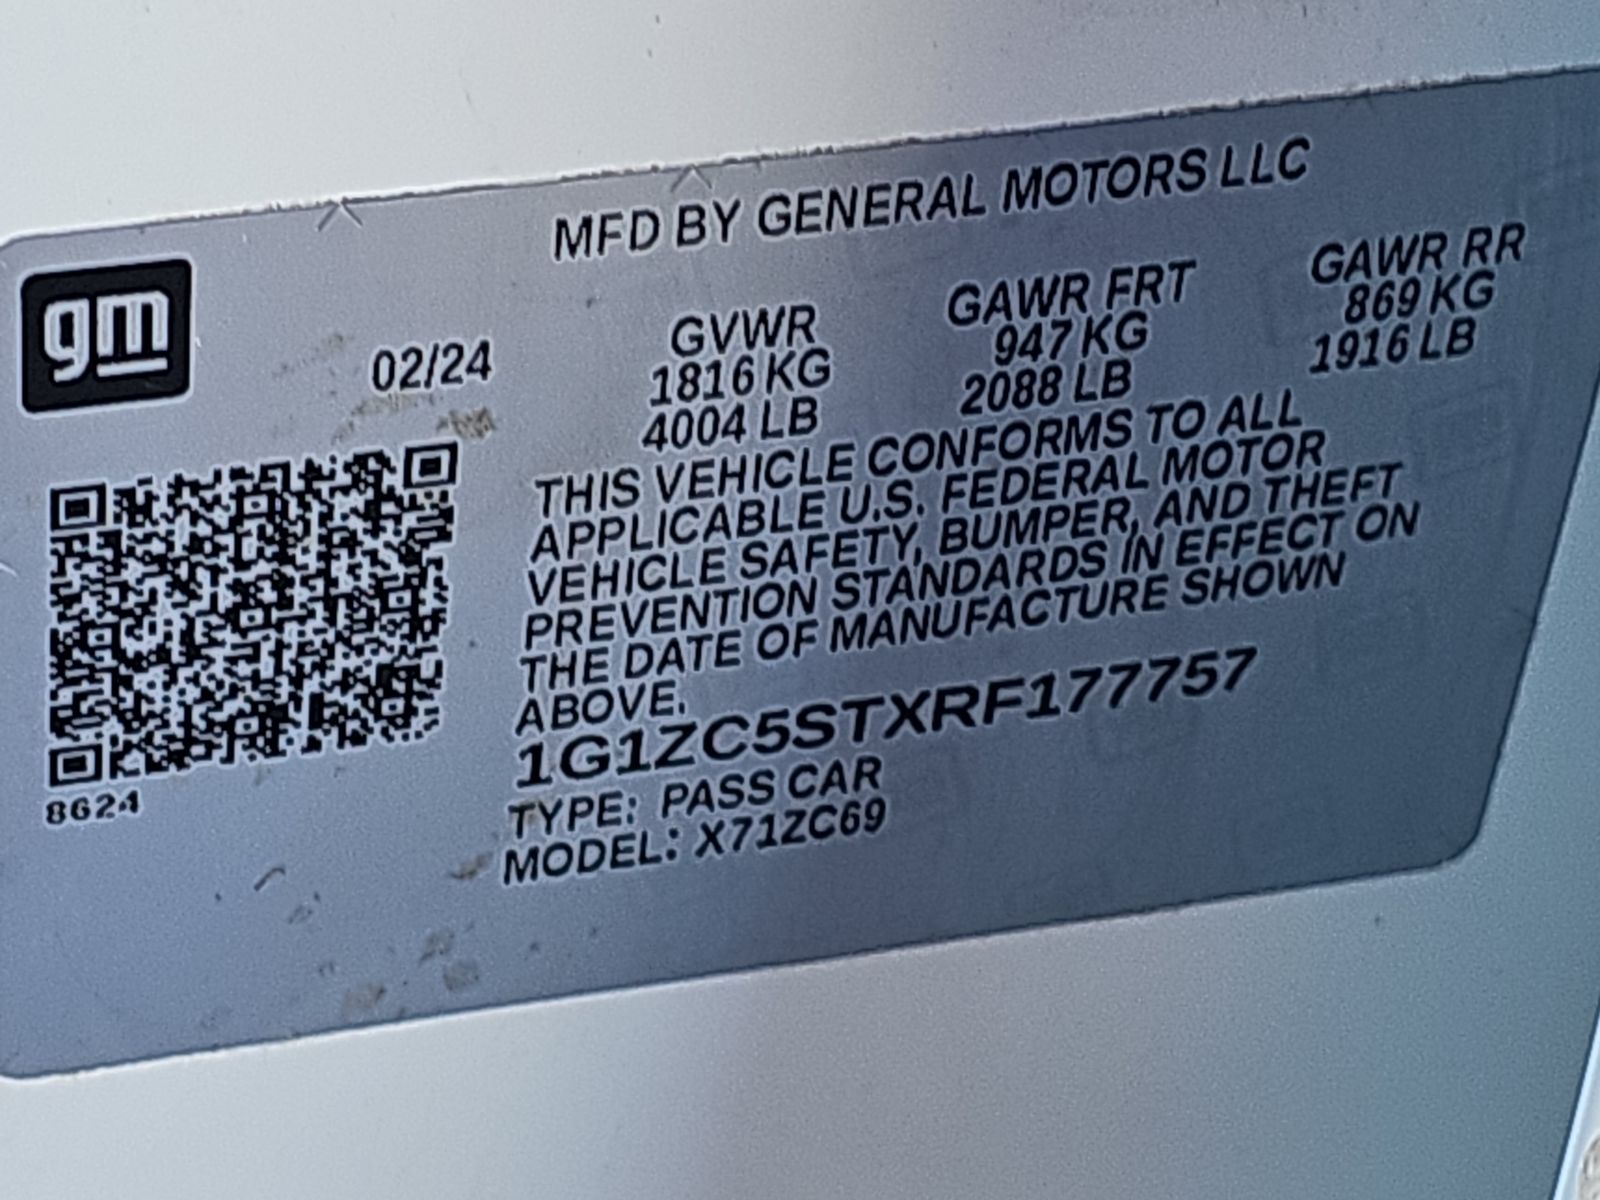 MFD BY GENERAL MOTORS LLC
gm
02/24
GVWR
1816 KG
4004 LB
GAWR FRT
947 KG
2088 LB
GAWR RR
869 KG
1916 LB
THIS VEHICLE CONFORMS TO ALL
APPLICABLE U.S. FEDERAL MOTOR
VEHICLE SAFETY, BUMPER, AND THEFT
PREVENTION STANDARDS IN EFFECT ON
THE DATE OF MANUFACTURE SHOWN
ABOVE.
1G1ZC5STXRF177757
TYPE: PASS CAR
MODEL: X71ZC69
8624